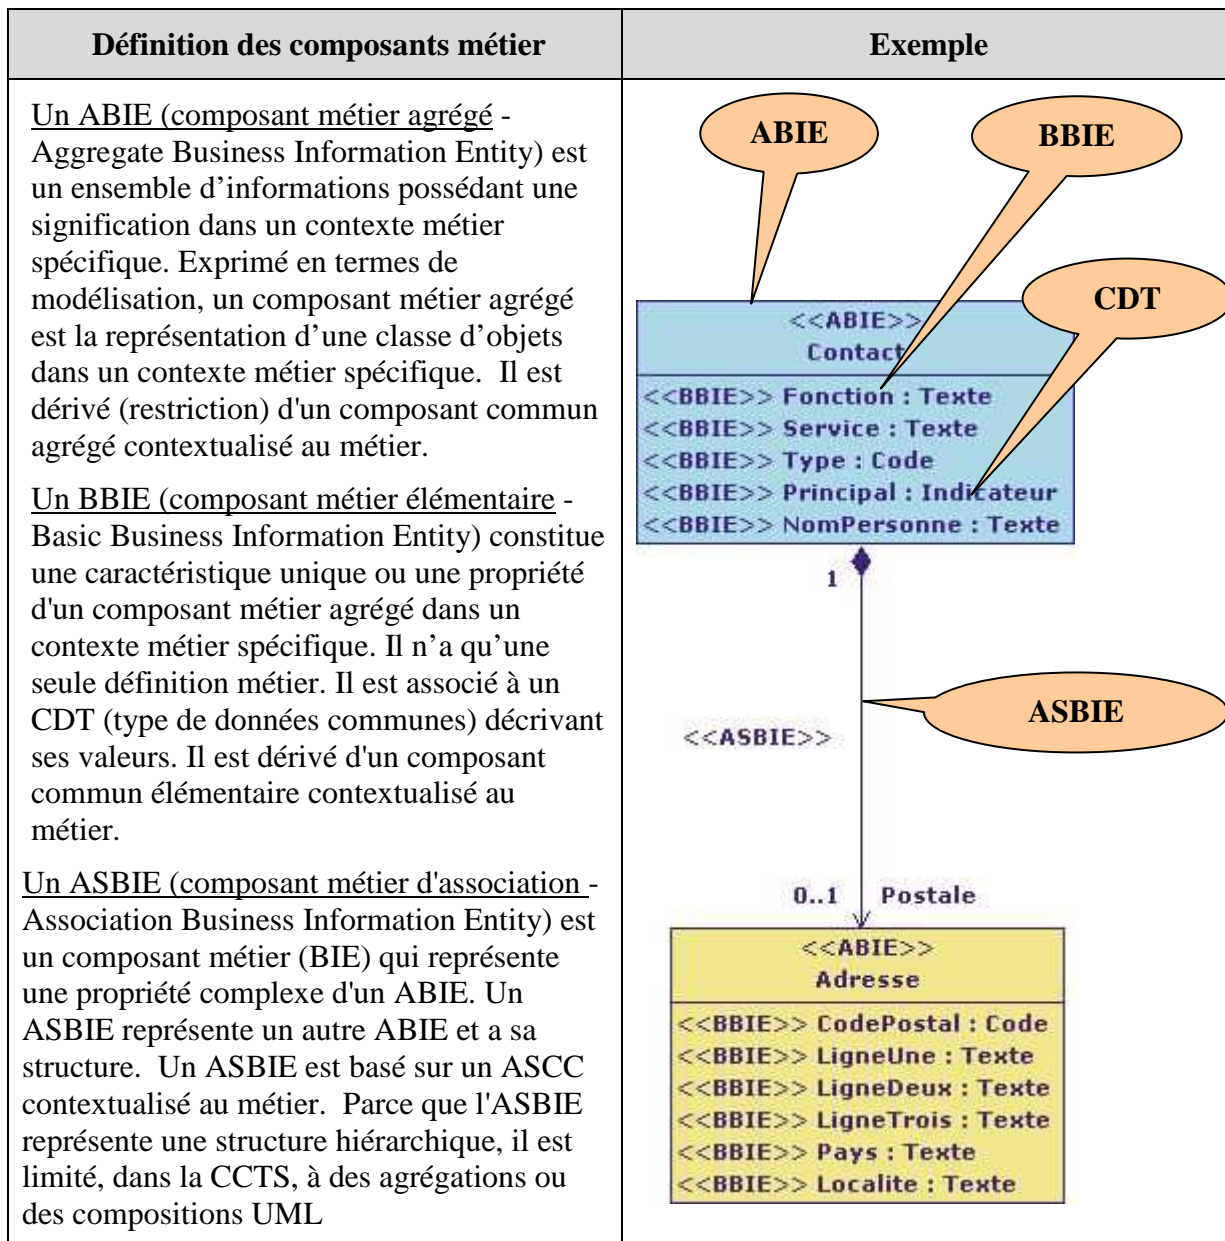 Définition des composants métier
Exemple
Un ABIE (composant métier agrégé -
Aggregate Business Information Entity) est
un ensemble d’informations possédant une
signification dans un contexte métier
spécifique. Exprimé en termes de
modélisation, un composant métier agrégé
est la représentation d’une classe d’objets
dans un contexte métier spécifique.  Il est
dérivé (restriction) d'un composant commun
agrégé contextualisé au métier.
Un BBIE (composant métier élémentaire -
Basic Business Information Entity) constitue
une caractéristique unique ou une propriété
d'un composant métier agrégé dans un
contexte métier spécifique. Il n’a qu’une
seule définition métier. Il est associé à un
CDT (type de données communes) décrivant
ses valeurs. Il est dérivé d'un composant
commun élémentaire contextualisé au
métier.
Un ASBIE (composant métier d'association -
Association Business Information Entity) est
un composant métier (BIE) qui représente
une propriété complexe d'un ABIE. Un
ASBIE représente un autre ABIE et a sa
structure.  Un ASBIE est basé sur un ASCC
contextualisé au métier.  Parce que l'ASBIE
représente une structure hiérarchique, il est
limité, dans la CCTS, à des agrégations ou
des compositions UML
ABIE
BBIE
CDT
<<ABIE>>
Contact
<<BBIE>> Fonction : Texte
<<BBIE>> Service : Texte
<<BBIE>> Type : Code
<<BBIE>> Principal : Indicateur
<<BBIE>> NomPersonne : Texte
1
ASBIE
<<ASBIE>>
0..1 Postale
<<ABIE>>
Adresse
<<BBIE>> CodePostal : Code
<<BBIE>> LigneUne : Texte
<<BBIE>> LigneDeux : Texte
<<BBIE>> LigneTrois : Texte
<<BBIE>> Pays : Texte
<<BBIE>> Localite : Texte